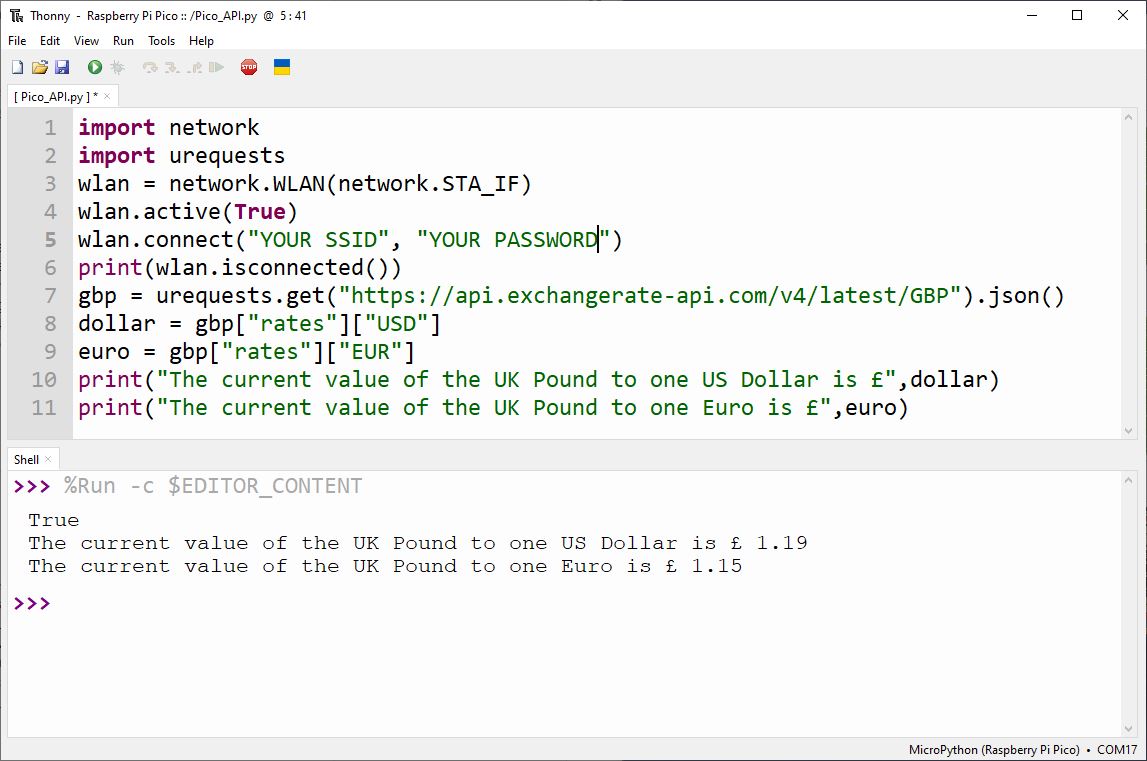 Thonny - Raspberry Pi Pico :: /Pico_API.py @ 5 : 41
File Edit View Run Tools Help
STOP
[ Pico_API.py ] * ×
1 import network
2 import urequests
3 wlan = network.WLAN(network.STA_IF)
4 wlan.active(True)
5 wlan.connect("YOUR SSID", "YOUR PASSWORD")
6 print(wlan.isconnected())
7 gbp = urequests.get("https://api.exchangerate-api.com/v4/latest/GBP").json()
8 dollar = gbp["rates"]["USD"]
9 euro = gbp["rates"]["EUR"]
10 print("The current value of the UK Pound to one US Dollar is £",dollar)
11 print("The current value of the UK Pound to one Euro is £",euro)
Shell ×
>>> %Run -c $EDITOR_CONTENT
True
The current value of the UK Pound to one US Dollar is £ 1.19
The current value of the UK Pound to one Euro is £ 1.15
>>>
MicroPython (Raspberry Pi Pico) • COM17